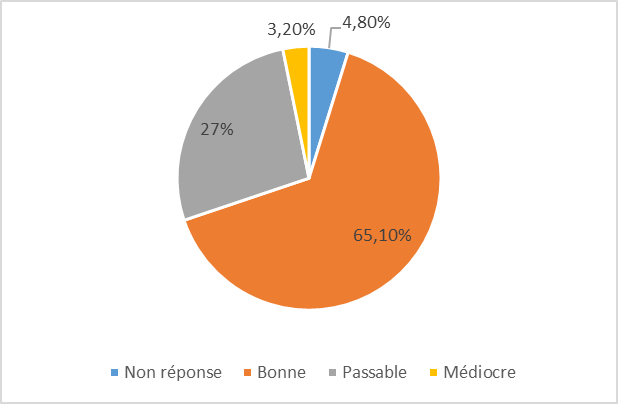 3,20%
4,80%
27%
65,10%
Non réponse
Bonne
Passable
Médiocre